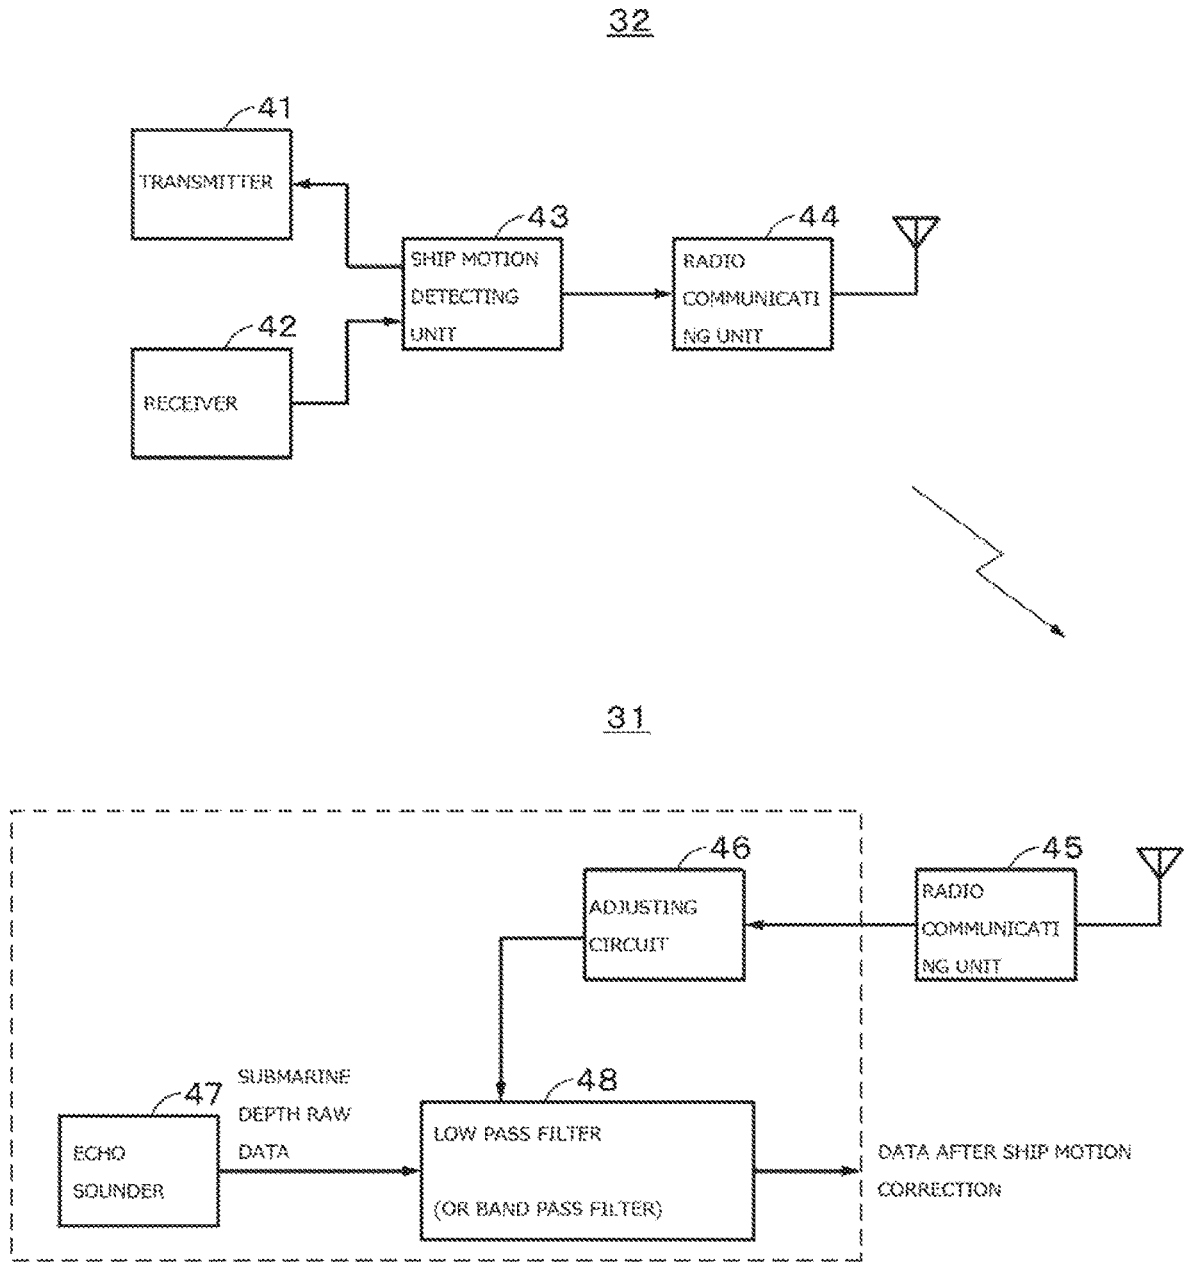 32
41
TRANSMITTER
43
SHIP MOTION
DETECTING
UNIT
44
RADIO
COMMUNICATI
NG UNIT
42
RECEIVER
31
46
ADJUSTING
CIRCUIT
45
RADIO
COMMUNICATI
NG UNIT
47
ECHO
SOUNDER
SUBMARINE
DEPTH RAW
DATA
48
LOW PASS FILTER
(OR BAND PASS FILTER)
DATA AFTER SHIP MOTION
CORRECTION